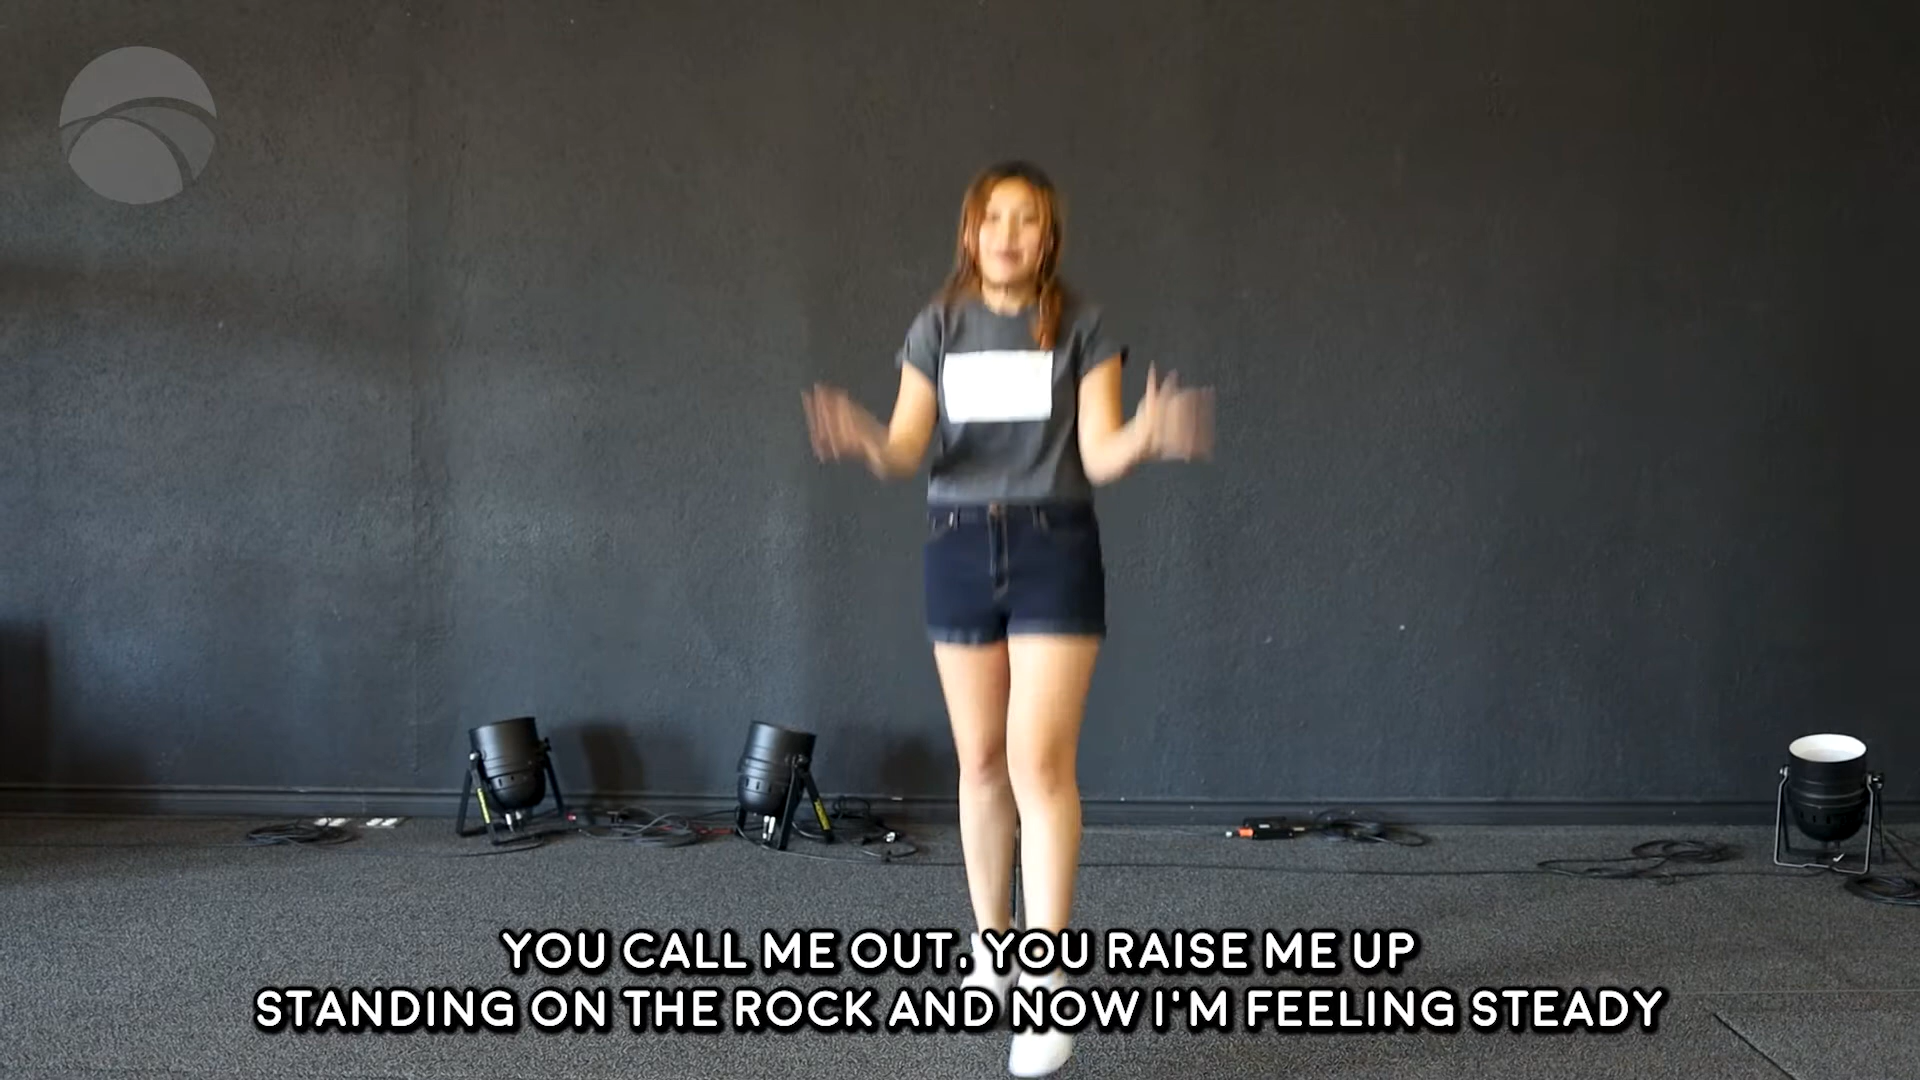 YOU CALL ME OUT, YOU RAISE ME UP
STANDING ON THE ROCK AND NOW I'M FEELING STEADY